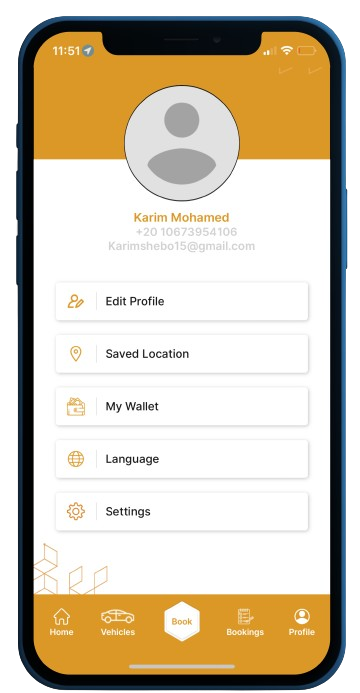 11:51
Karim Mohamed
+20 10673954106
Karimshebo15@gmail.com
Edit Profile
Saved Location
My Wallet
Language
Settings
Home
Vehicles
Book
Bookings
Profile